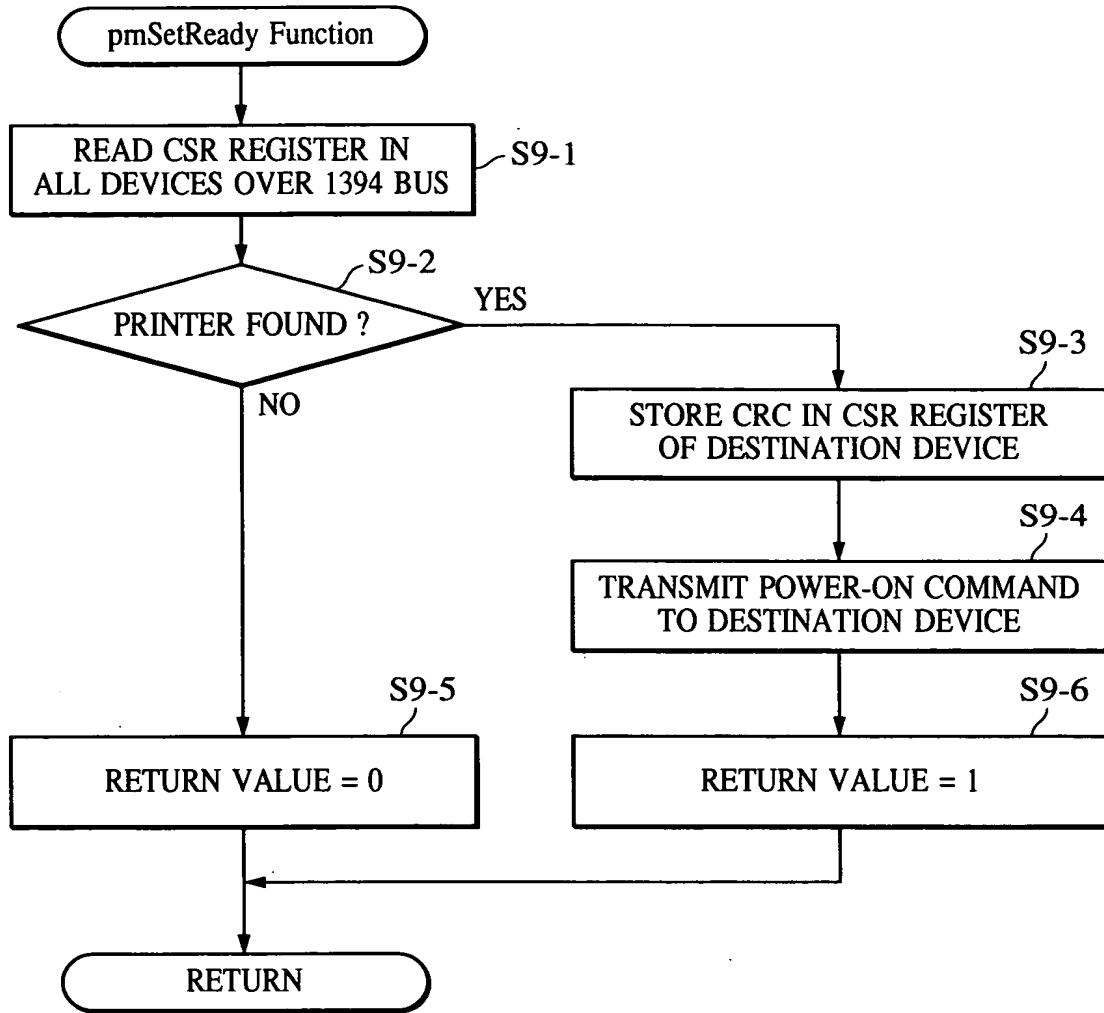 pmSetReady Function
READ CSR REGISTER IN
ALL DEVICES OVER 1394 BUS
S9-1
S9-2
PRINTER FOUND ?
YES
NO
S9-3
STORE CRC IN CSR REGISTER
OF DESTINATION DEVICE
S9-4
TRANSMIT POWER-ON COMMAND
TO DESTINATION DEVICE
S9-5
RETURN VALUE = 0
S9-6
RETURN VALUE = 1
RETURN